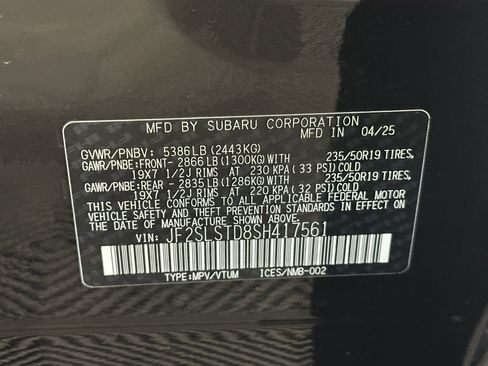 MFD BY SUBARU CORPORATION
MFD IN 04/25
GVWR/PNBV: 5386LB(2443KG)
GAWR/PNBE:FRONT- 2866LB(1300KG)WITH 235/50R19 TIRES,
19X7 1/2J RIMS AT 230 KPA( 33 PSI)COLD
GAWR/PNBE: REAR- 2835LB(1286KG)WITH 235/50R19 TIRES,
19X7 1/2J RIMS AT 220 KPA( 32 PSI)COLD
THIS VEHICLE CONFORMS TO ALL APPLICABLE FEDERAL MOTOR
VEHICLE SAFETY, BUMPER, AND THEFT PREVENTION STANDARDS
IN EFFECT ON THE DATE OF MANUFACTURE SHOWN ABOVE.
VIN: JF2SLSTD8SH417561
TYPE:MPV/VTUM ICES/NMB-002